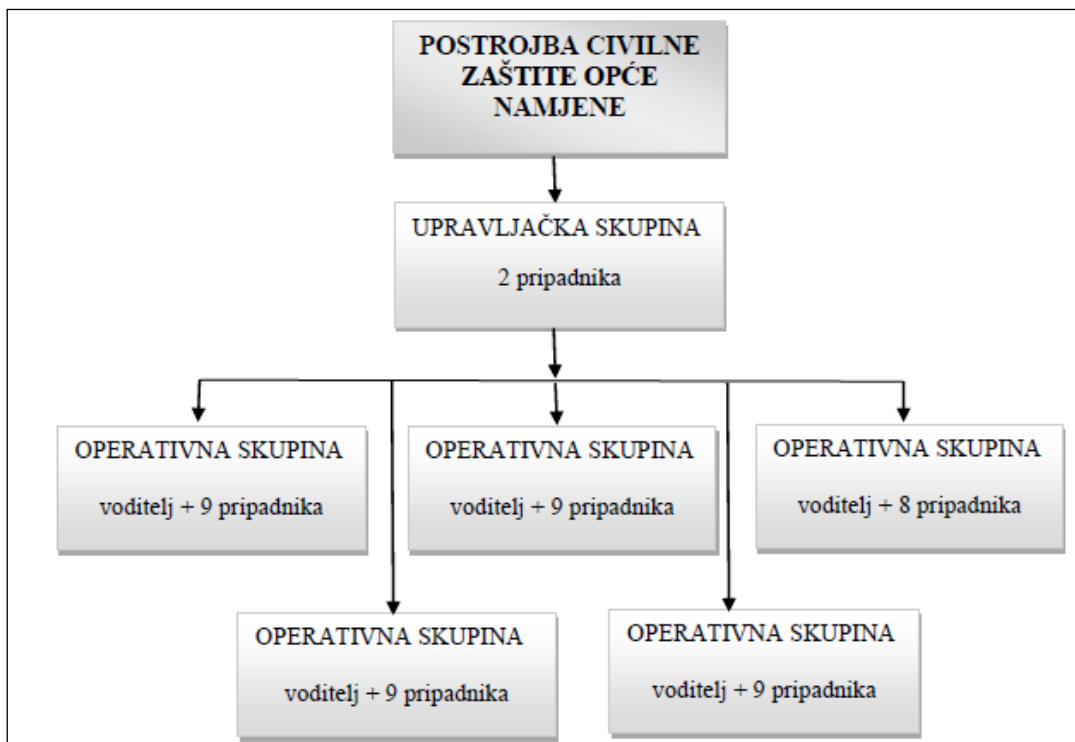 POSTROJBA CIVILNE
ZAŠTITE OPĆE
NAMJENE
UPRAVLJAČKA SKUPINA
2 pripadnika
OPERATIVNA SKUPINA
voditelj + 9 pripadnika
OPERATIVNA SKUPINA
voditelj + 9 pripadnika
OPERATIVNA SKUPINA
voditelj + 8 pripadnika
OPERATIVNA SKUPINA
voditelj + 9 pripadnika
OPERATIVNA SKUPINA
voditelj + 9 pripadnika